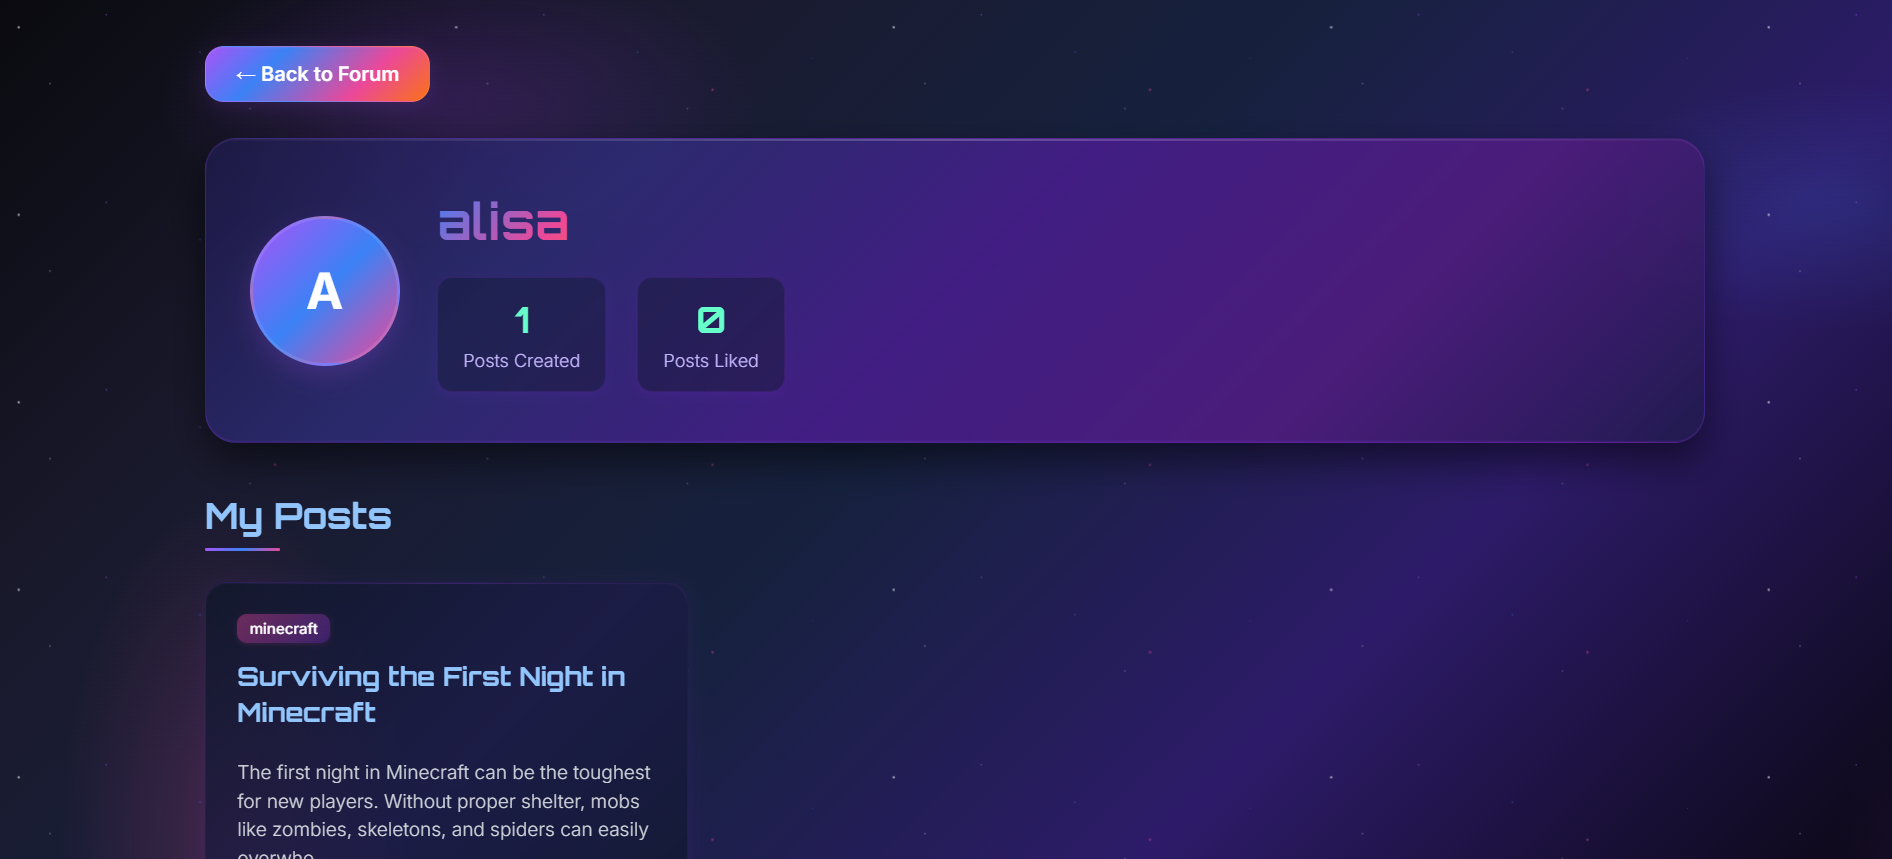 ← Back to Forum
alisa
A
1
Posts Created
0
Posts Liked
My Posts
minecraft
Surviving the First Night in
Minecraft
The first night in Minecraft can be the toughest
for new players. Without proper shelter, mobs
like zombies, skeletons, and spiders can easily
overwhe